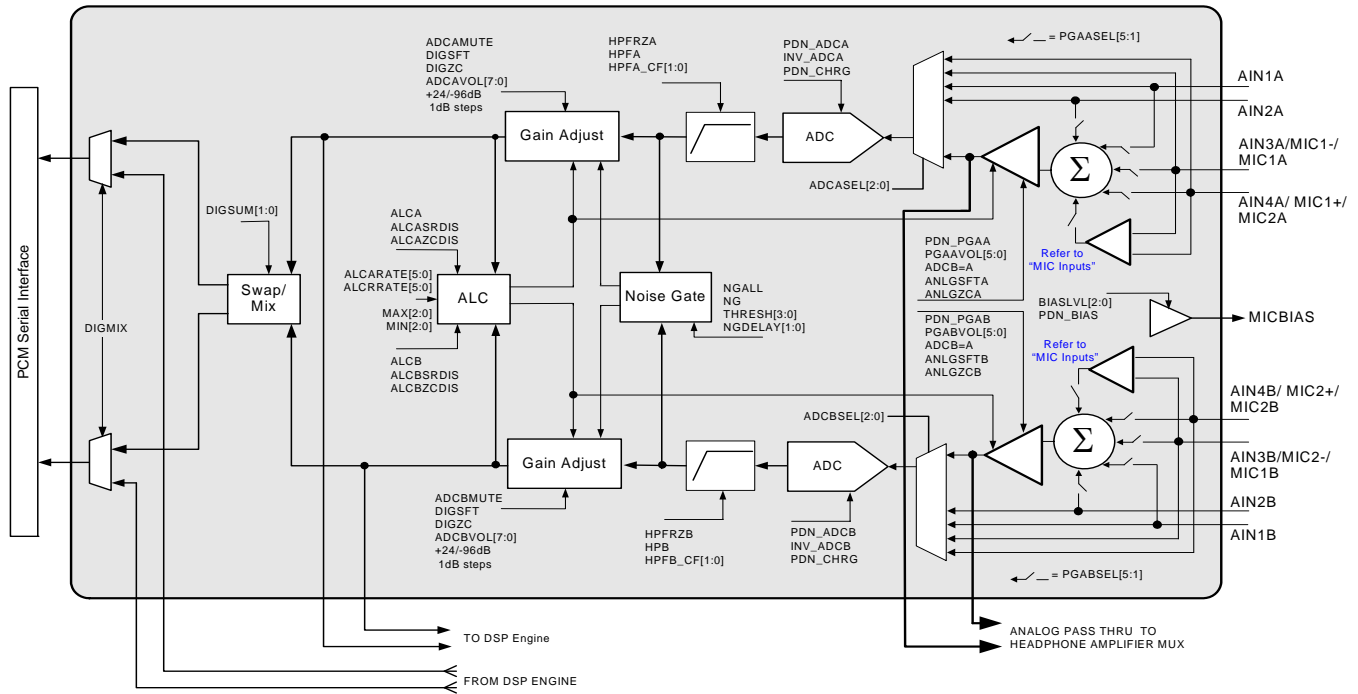 ADCAMUTE
DIGSFT
DIGZC
ADCAVOL[7:0]
+24/-96dB
1dB steps
HPFRZA
HPFA
HPFA_CF[1:0]
PDN_ADCA
INV_ADCA
PDN_CHRG
= PGAASEL[5:1]
AIN1A
AIN2A
AIN3A/MIC1-/
MIC1A
AIN4A/ MIC1+/
MIC2A
Gain Adjust
ADC
ADCASEL[2:0]
Σ
Refer to
“MIC Inputs”
PCM Serial Interface
DIGMIX
DIGSUM[1:0]
Swap/
Mix
ALCA
ALCASRDIS
ALCAZCDIS
ALCARATE[5:0]
ALCRRATE[5:0]
MAX[2:0]
MIN[2:0]
ALC
ALCB
ALCBSRDIS
ALCBZCDIS
Noise Gate
NGALL
NG
THRESH[3:0]
NGDELAY[1:0]
PDN_PGAA
PGAAVOL[5:0]
ADCB=A
ANLGSFTA
ANLGZCA
PDN_PGAB
PGABVOL[5:0]
ADCB=A
ANLGSFTB
ANLGZCB
BIASLVL[2:0]
PDN_BIAS
MICBIAS
Refer to
“MIC Inputs”
ADCBSEL[2:0]
Σ
AIN4B/ MIC2+/
MIC2B
AIN3B/MIC2-/
MIC1B
AIN2B
AIN1B
Gain Adjust
ADC
ADCBMUTE
DIGSFT
DIGZC
ADCBVOL[7:0]
+24/-96dB
1dB steps
HPFRZB
HPB
HPFB_CF[1:0]
PDN_ADCB
INV_ADCB
PDN_CHRG
= PGABSEL[5:1]
TO DSP Engine
FROM DSP ENGINE
ANALOG PASS THRU TO
HEADPHONE AMPLIFIER MUX